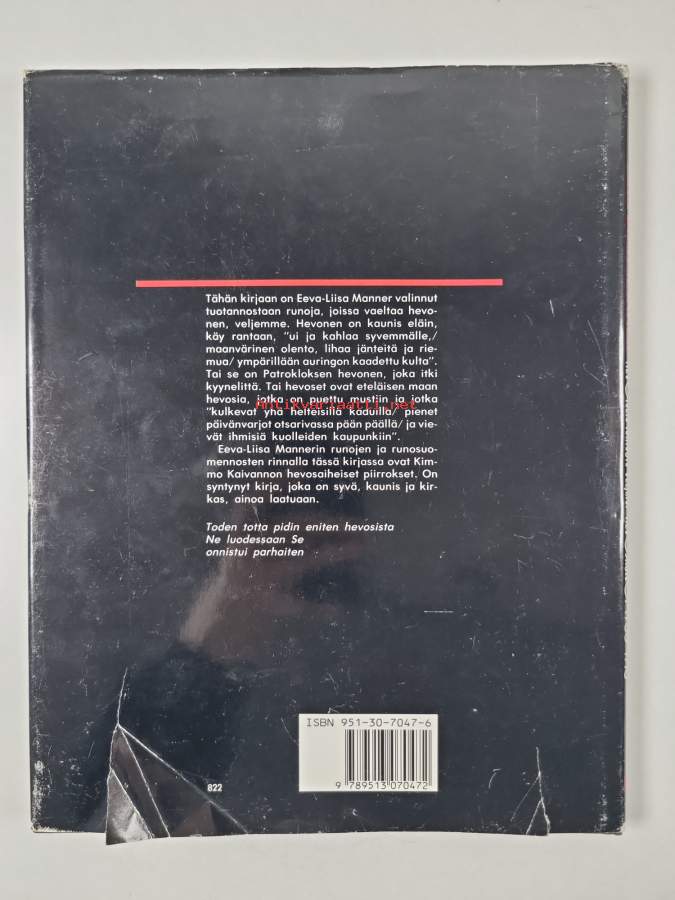 Tähän kirjaan on Eeva-Liisa Manner valinnut
tuotannostaan runoja, joissa vaeltaa hevo-
nen, veljemme. Hevonen on kaunis eläin,
käy rantaan, "ui ja kahlaa syvemmälle,/
maanvärinen olento, lihaa jänteitä ja rie-
mua/ ympärillään auringon kaadettu kulta".
Tai se on Patrokloksen hevonen, joka itki
kyynelittä. Tai hevoset ovat eteläisen maan
hevosia, jotka on puettu mustiin ja jotka
"kulkevat yhä helteisillä kaduilla/ pienet
Antikvariaatti.net
päivänvarjot otsarivassa pään päällä/ ja vie-
vät ihmisiä kuolleiden kaupunkiin".
Eeva-Liisa Mannerin runojen ja runosuo-
mennosten rinnalla tässä kirjassa ovat Kim-
mo Kaivannon hevosaiheiset piirrokset. On
syntynyt kirja, joka on syvä, kaunis ja kir-
kas, ainoa laatuaan.
Toden totta pidin eniten hevosista
Ne luodessaan Se
onnistui parhaiten
ISBN 951-30-7047-6
9 789513 070472
822